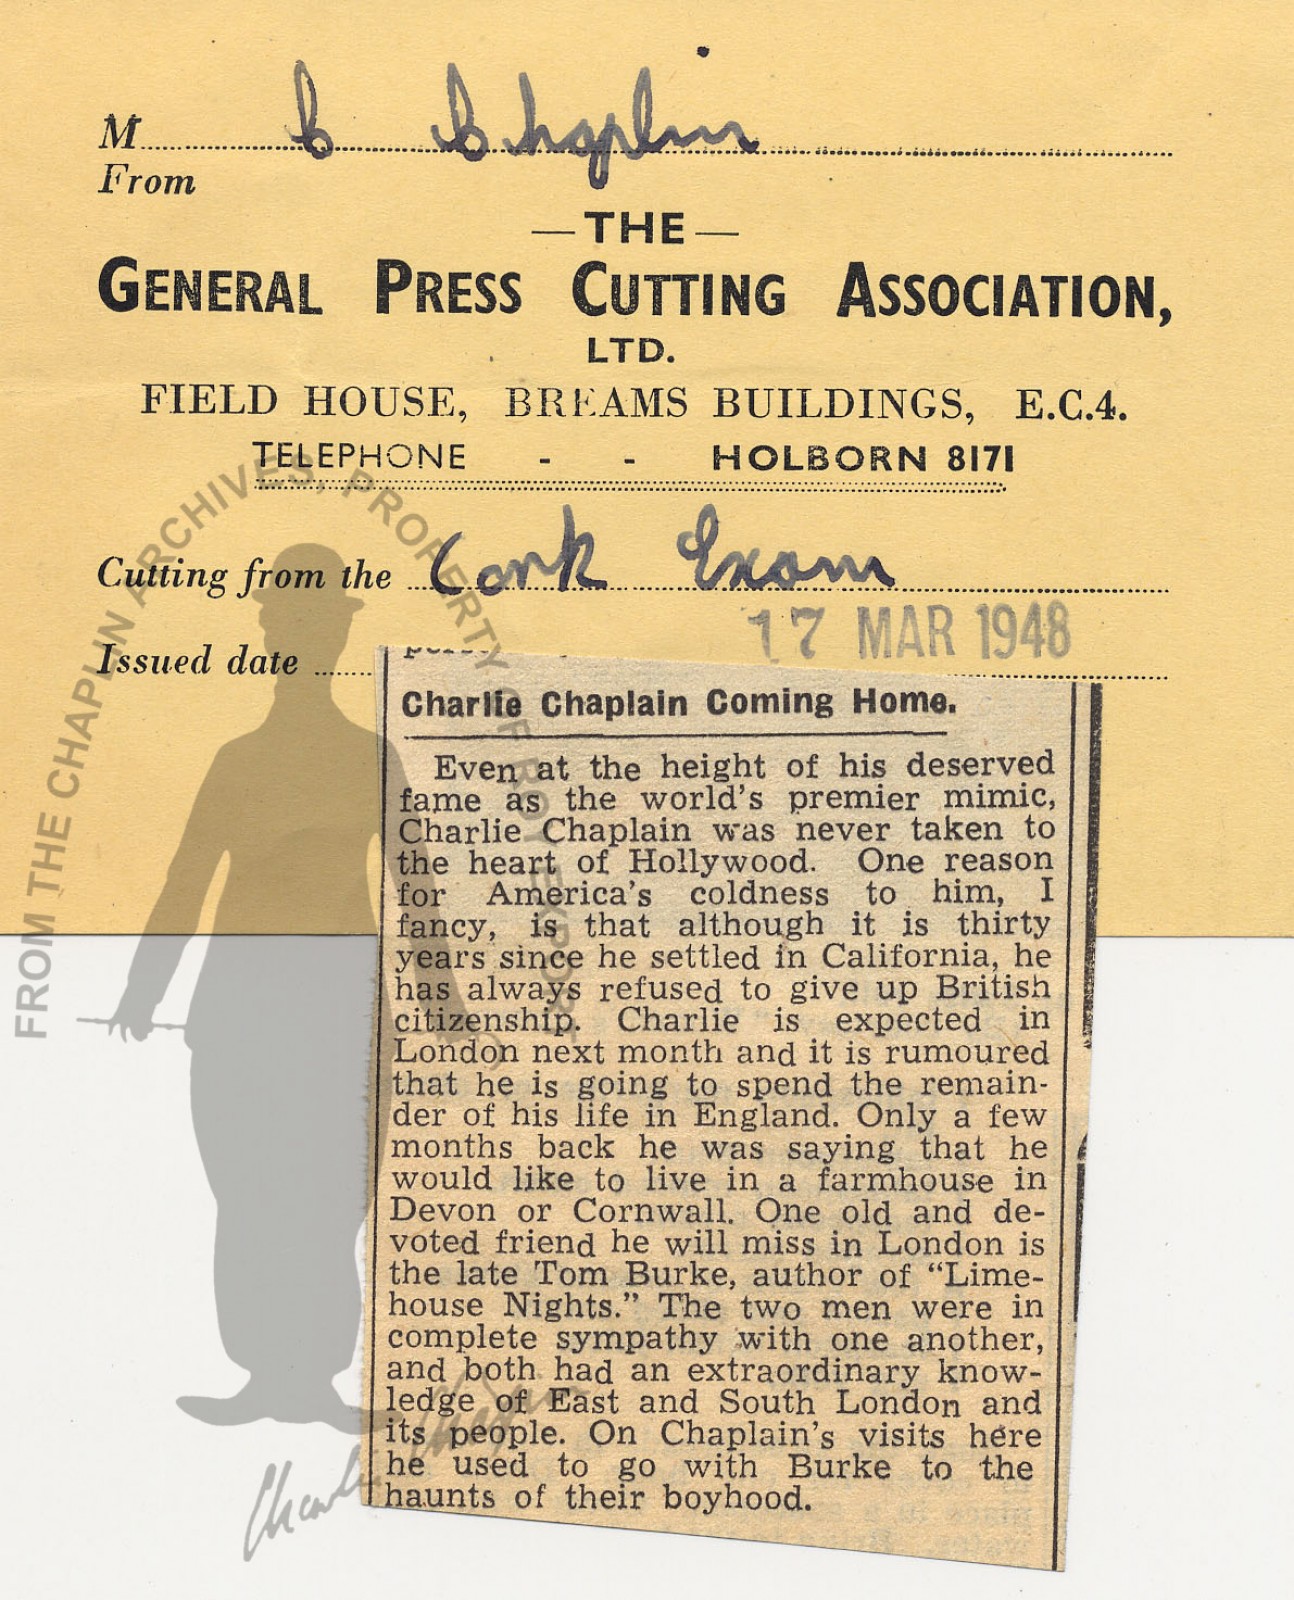 M C Chaplin
From
— THE —
GENERAL PRESS CUTTING ASSOCIATION,
LTD.
FIELD HOUSE, BREAMS BUILDINGS, E.C.4.
TELEPHONE - - HOLBORN 8171
Cutting from the Cork Exam
17 MAR 1948
Issued date
Charlie Chaplain Coming Home.
Even at the height of his deserved
fame as the world's premier mimic,
Charlie Chaplain was never taken to
the heart of Hollywood. One reason
for America's coldness to him, I
fancy, is that although it is thirty
years since he settled in California, he
has always refused to give up British
citizenship. Charlie is expected in
London next month and it is rumoured
that he is going to spend the remain-
der of his life in England. Only a few
months back he was saying that he
would like to live in a farmhouse in
Devon or Cornwall. One old and de-
voted friend he will miss in London is
the late Tom Burke, author of "Lime-
house Nights." The two men were in
complete sympathy with one another,
and both had an extraordinary know-
ledge of East and South London and
its people. On Chaplain's visits here
he used to go with Burke to the
haunts of their boyhood.
FROM THE CHAPLIN ARCHIVES, PROPERTY OF ROY EXPORT
Charlie Chaplin